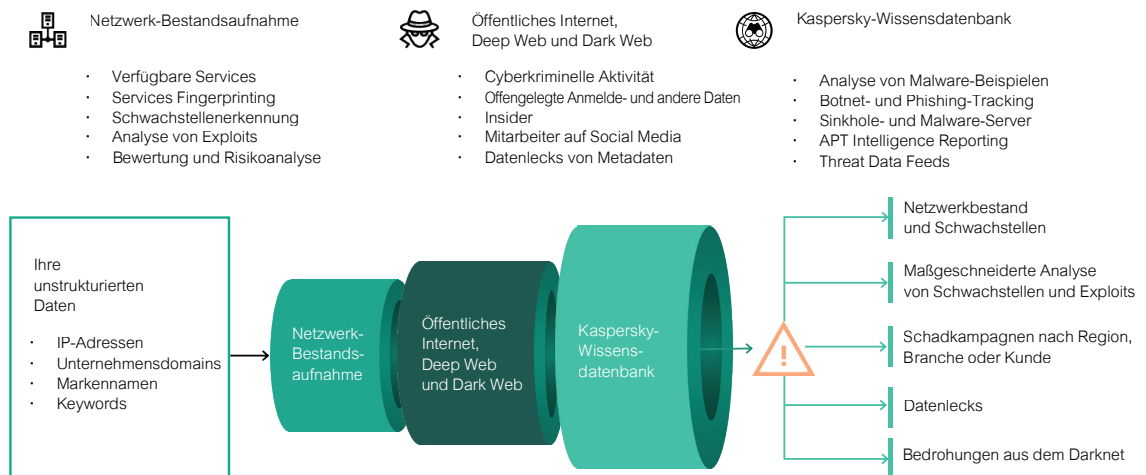 Netzwerk-Bestandsaufnahme
· Verfügbare Services
· Services Fingerprinting
· Schwachstellenerkennung
· Analyse von Exploits
· Bewertung und Risikoanalyse
Öffentliches Internet,
Deep Web und Dark Web
· Cyberkriminelle Aktivität
· Offengelegte Anmelde- und andere Daten
· Insider
· Mitarbeiter auf Social Media
· Datenlecks von Metadaten
Kaspersky-Wissensdatenbank
· Analyse von Malware-Beispielen
· Botnet- und Phishing-Tracking
· Sinkhole- und Malware-Server
· APT Intelligence Reporting
· Threat Data Feeds
Ihre
unstrukturierten
Daten
· IP-Adressen
· Unternehmensdomains
· Markennamen
· Keywords
Netzwerk-
Bestands-
aufnahme
Öffentliches
Internet,
Deep Web
und Dark Web
Kaspersky-
Wissens-
datenbank
Netzwerkbestand
und Schwachstellen
Maßgeschneiderte Analyse
von Schwachstellen und Exploits
Schadkampagnen nach Region,
Branche oder Kunde
Datenlecks
Bedrohungen aus dem Darknet